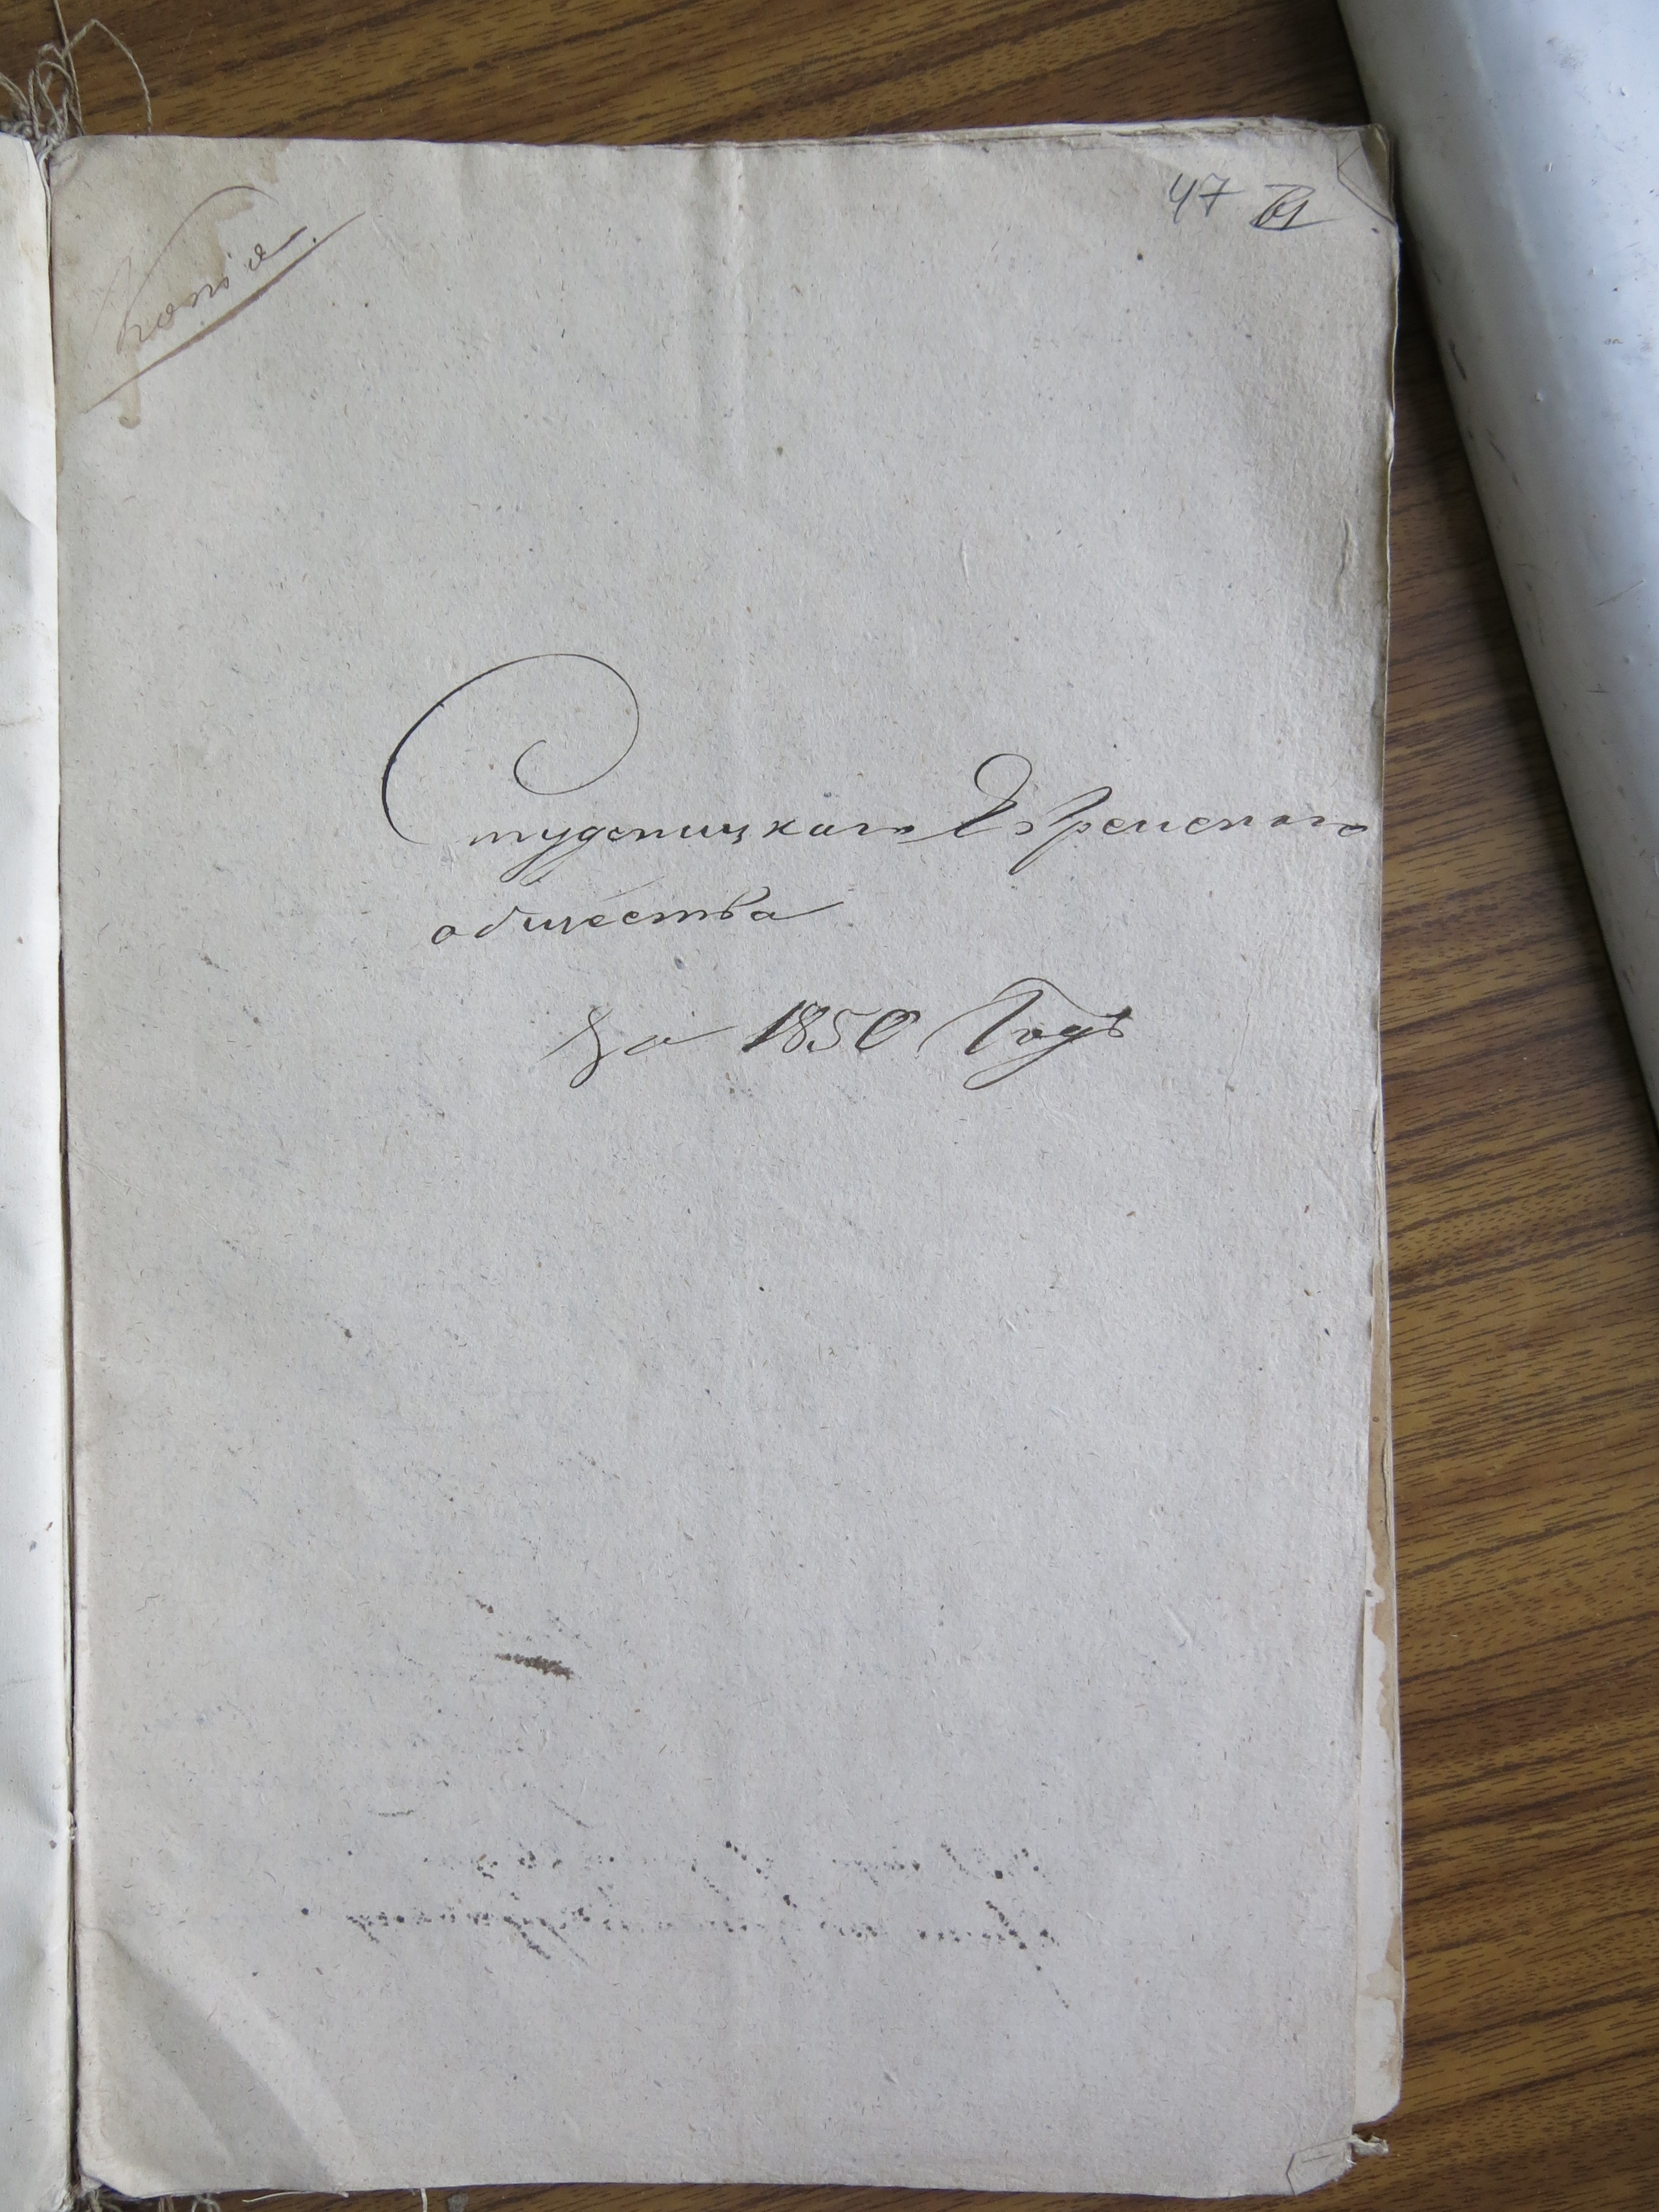 Копія.
47
Студеницкаго Еврейскаго
общества
за 1850 Годъ